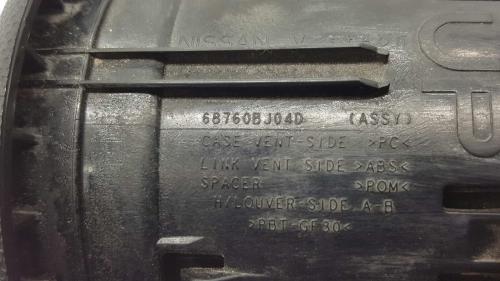 NISSAN
68760BJ04D (ASSY)
CASE VENT-SIDE >PC<
LINK VENT SIDE >ABS<
SPACER >POM<
H/LOUVER-SIDE A-B
>PBT-GF30<